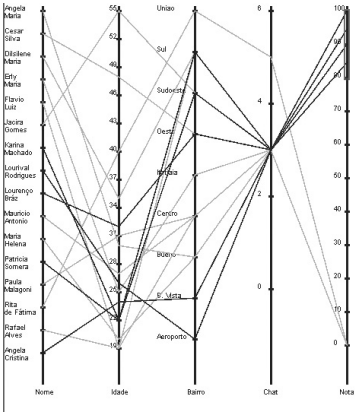 Angela
Maria
Cesar
Silva
Dilsilene
Maria
Erly
Maria
Flavio
Luiz
Jacira
Gomes
Karina
Machado
Lourival
Rodrigues
Lourenço
Bráz
Mauricio
Antonio
Maria
Helena
Patricia
Somera
Paula
Matagoni
Rita
de Fátima
Rafael
Alves
Angela
Cristina
Nome
55
52
49
46
43
40
37
34
31
28
25
22
19
Idade
Uniao
Sul
Sudoeste
Oeste
Centro
Bueno
B. Vista
Aeroporto
Bairro
6
4
2
0
Chat
100
90
80
70
60
50
40
30
20
10
0
Nota